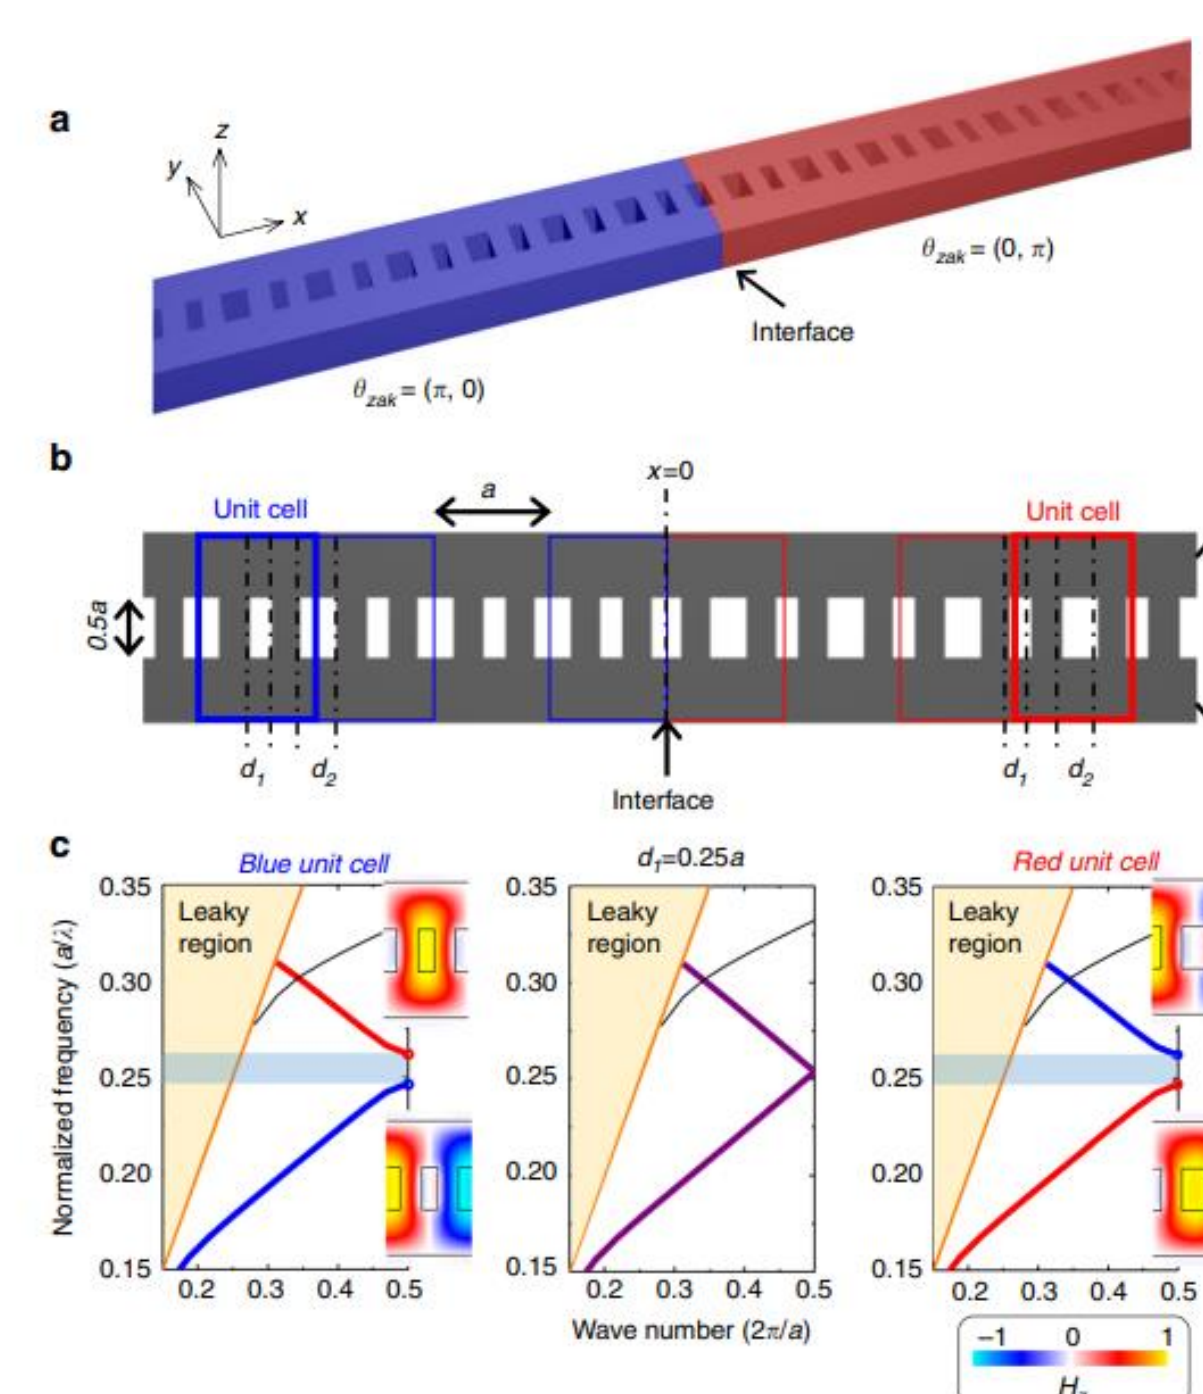 a
z
y
x
θzak = (0, π)
Interface
θzak = (π, 0)
b
x=0
Unit cell
a
Unit cell
0.5a
d1
d2
d1
d2
Interface
c
Blue unit cell
d1=0.25a
Red unit cell
Normalized frequency (a/λ)
0.35
0.30
0.25
0.20
0.15
Leaky
region
0.2 0.3 0.4 0.5
0.35
0.30
0.25
0.20
0.15
Leaky
region
0.2 0.3 0.4 0.5
0.35
0.30
0.25
0.20
0.15
Leaky
region
0.2 0.3 0.4 0.5
Wave number (2π/a)
−1 0 1
Hz